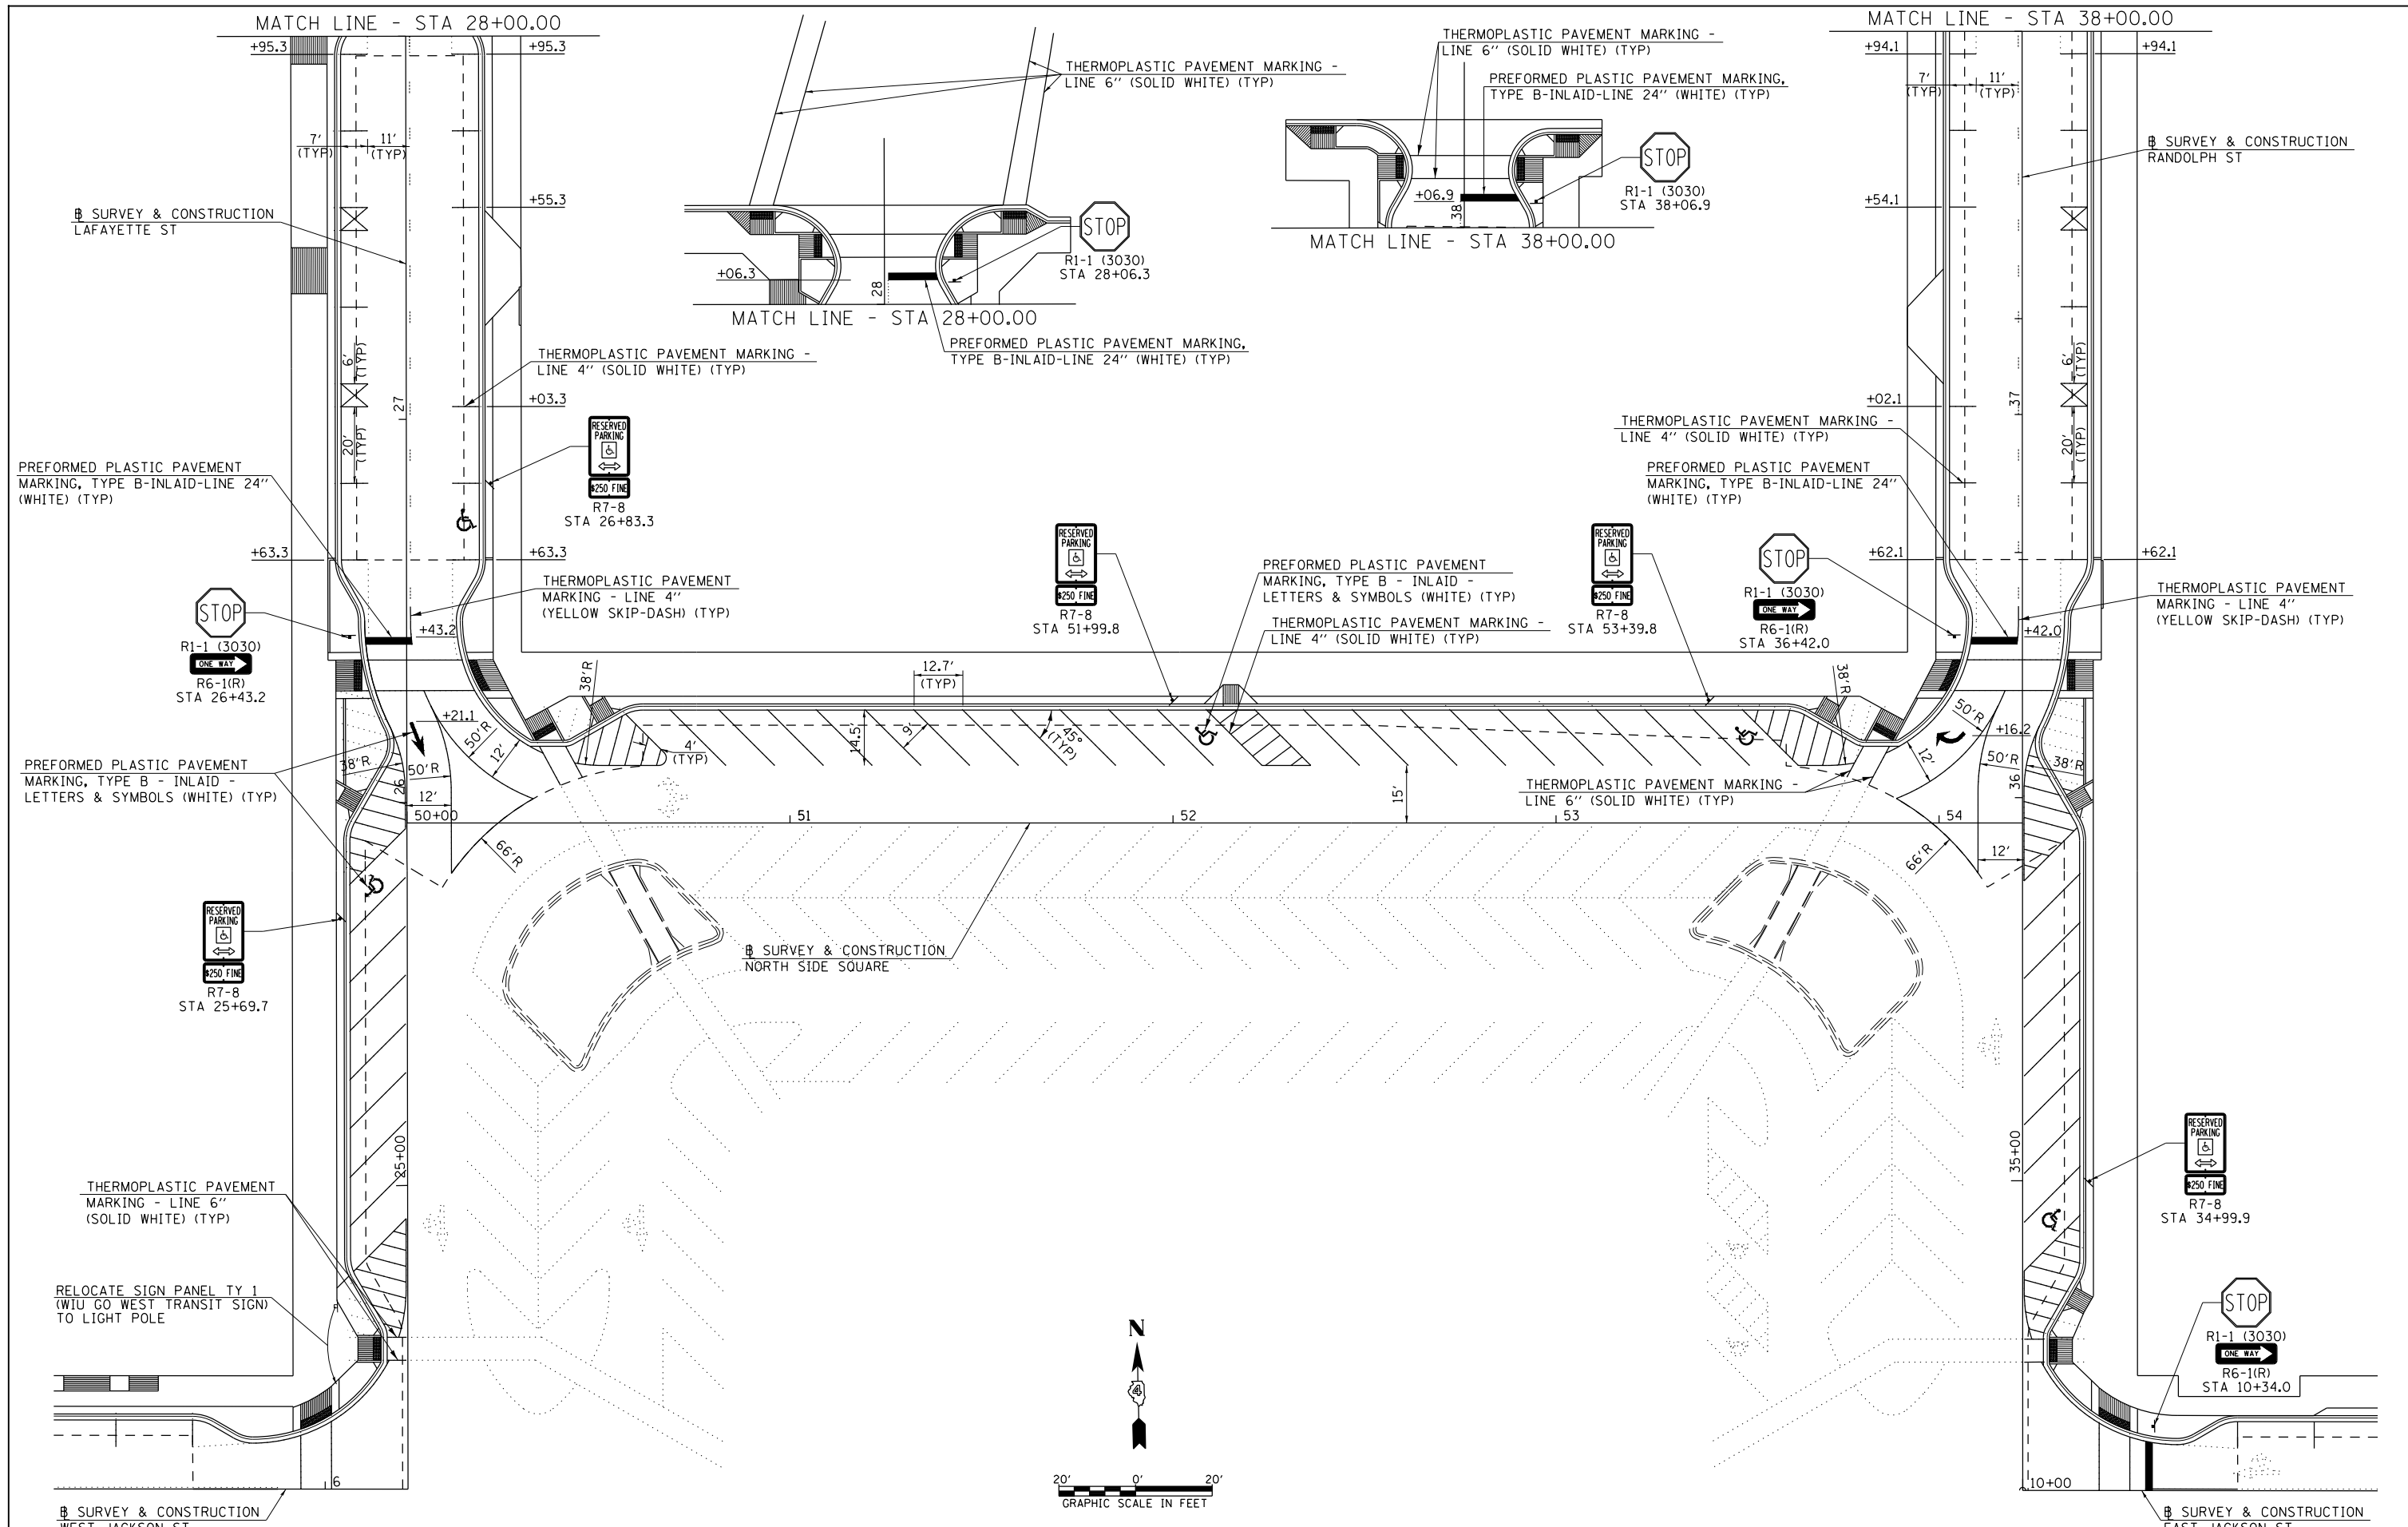 MATCH LINE - STA 28+00.00
+95.3
+95.3
7'
(TYP)
11'
(TYP)
+55.3
℄ SURVEY & CONSTRUCTION
LAFAYETTE ST
6'
(TYP)
20'
(TYP)
27
+03.3
THERMOPLASTIC PAVEMENT MARKING -
LINE 4" (SOLID WHITE) (TYP)
RESERVED
PARKING
$250 FINE
R7-8
STA 26+83.3
PREFORMED PLASTIC PAVEMENT
MARKING, TYPE B-INLAID-LINE 24"
(WHITE) (TYP)
+63.3
+63.3
THERMOPLASTIC PAVEMENT
MARKING - LINE 4"
(YELLOW SKIP-DASH) (TYP)
STOP
R1-1 (3030)
ONE WAY
R6-1(R)
STA 26+43.2
+43.2
THERMOPLASTIC PAVEMENT MARKING -
LINE 6" (SOLID WHITE) (TYP)
STOP
R1-1 (3030)
STA 28+06.3
+06.3
28
MATCH LINE - STA 28+00.00
PREFORMED PLASTIC PAVEMENT MARKING,
TYPE B-INLAID-LINE 24" (WHITE) (TYP)
THERMOPLASTIC PAVEMENT MARKING -
LINE 6" (SOLID WHITE) (TYP)
PREFORMED PLASTIC PAVEMENT MARKING,
TYPE B-INLAID-LINE 24" (WHITE) (TYP)
STOP
R1-1 (3030)
STA 38+06.9
+06.9
38
MATCH LINE - STA 38+00.00
MATCH LINE - STA 38+00.00
+94.1
+94.1
7'
(TYP)
11'
(TYP)
℄ SURVEY & CONSTRUCTION
RANDOLPH ST
+54.1
6'
(TYP)
20'
(TYP)
37
+02.1
THERMOPLASTIC PAVEMENT MARKING -
LINE 4" (SOLID WHITE) (TYP)
PREFORMED PLASTIC PAVEMENT
MARKING, TYPE B-INLAID-LINE 24"
(WHITE) (TYP)
+62.1
+62.1
THERMOPLASTIC PAVEMENT
MARKING - LINE 4"
(YELLOW SKIP-DASH) (TYP)
STOP
R1-1 (3030)
ONE WAY
R6-1(R)
STA 36+42.0
+42.0
RESERVED
PARKING
$250 FINE
R7-8
STA 51+99.8
PREFORMED PLASTIC PAVEMENT
MARKING, TYPE B - INLAID -
LETTERS & SYMBOLS (WHITE) (TYP)
THERMOPLASTIC PAVEMENT MARKING -
LINE 4" (SOLID WHITE) (TYP)
RESERVED
PARKING
$250 FINE
R7-8
STA 53+39.8
12.7'
(TYP)
38'R
38'R
+21.1
50'R
12'
50'R
38'R
12'
26
50+00
66'R
4'
(TYP)
14.5'
9'
45°
(TYP)
15'
51
52
53
54
THERMOPLASTIC PAVEMENT MARKING -
LINE 6" (SOLID WHITE) (TYP)
50'R
+16.2
12'
50'R
38'R
36
66'R
12'
PREFORMED PLASTIC PAVEMENT
MARKING, TYPE B - INLAID -
LETTERS & SYMBOLS (WHITE) (TYP)
RESERVED
PARKING
$250 FINE
R7-8
STA 25+69.7
℄ SURVEY & CONSTRUCTION
NORTH SIDE SQUARE
25+00
THERMOPLASTIC PAVEMENT
MARKING - LINE 6"
(SOLID WHITE) (TYP)
RELOCATE SIGN PANEL TY 1
(WIU GO WEST TRANSIT SIGN)
TO LIGHT POLE
6
℄ SURVEY & CONSTRUCTION
WEST JACKSON ST
N
4
20' 0' 20'
GRAPHIC SCALE IN FEET
35+00
RESERVED
PARKING
$250 FINE
R7-8
STA 34+99.9
STOP
R1-1 (3030)
ONE WAY
R6-1(R)
STA 10+34.0
10+00
℄ SURVEY & CONSTRUCTION
EAST JACKSON ST